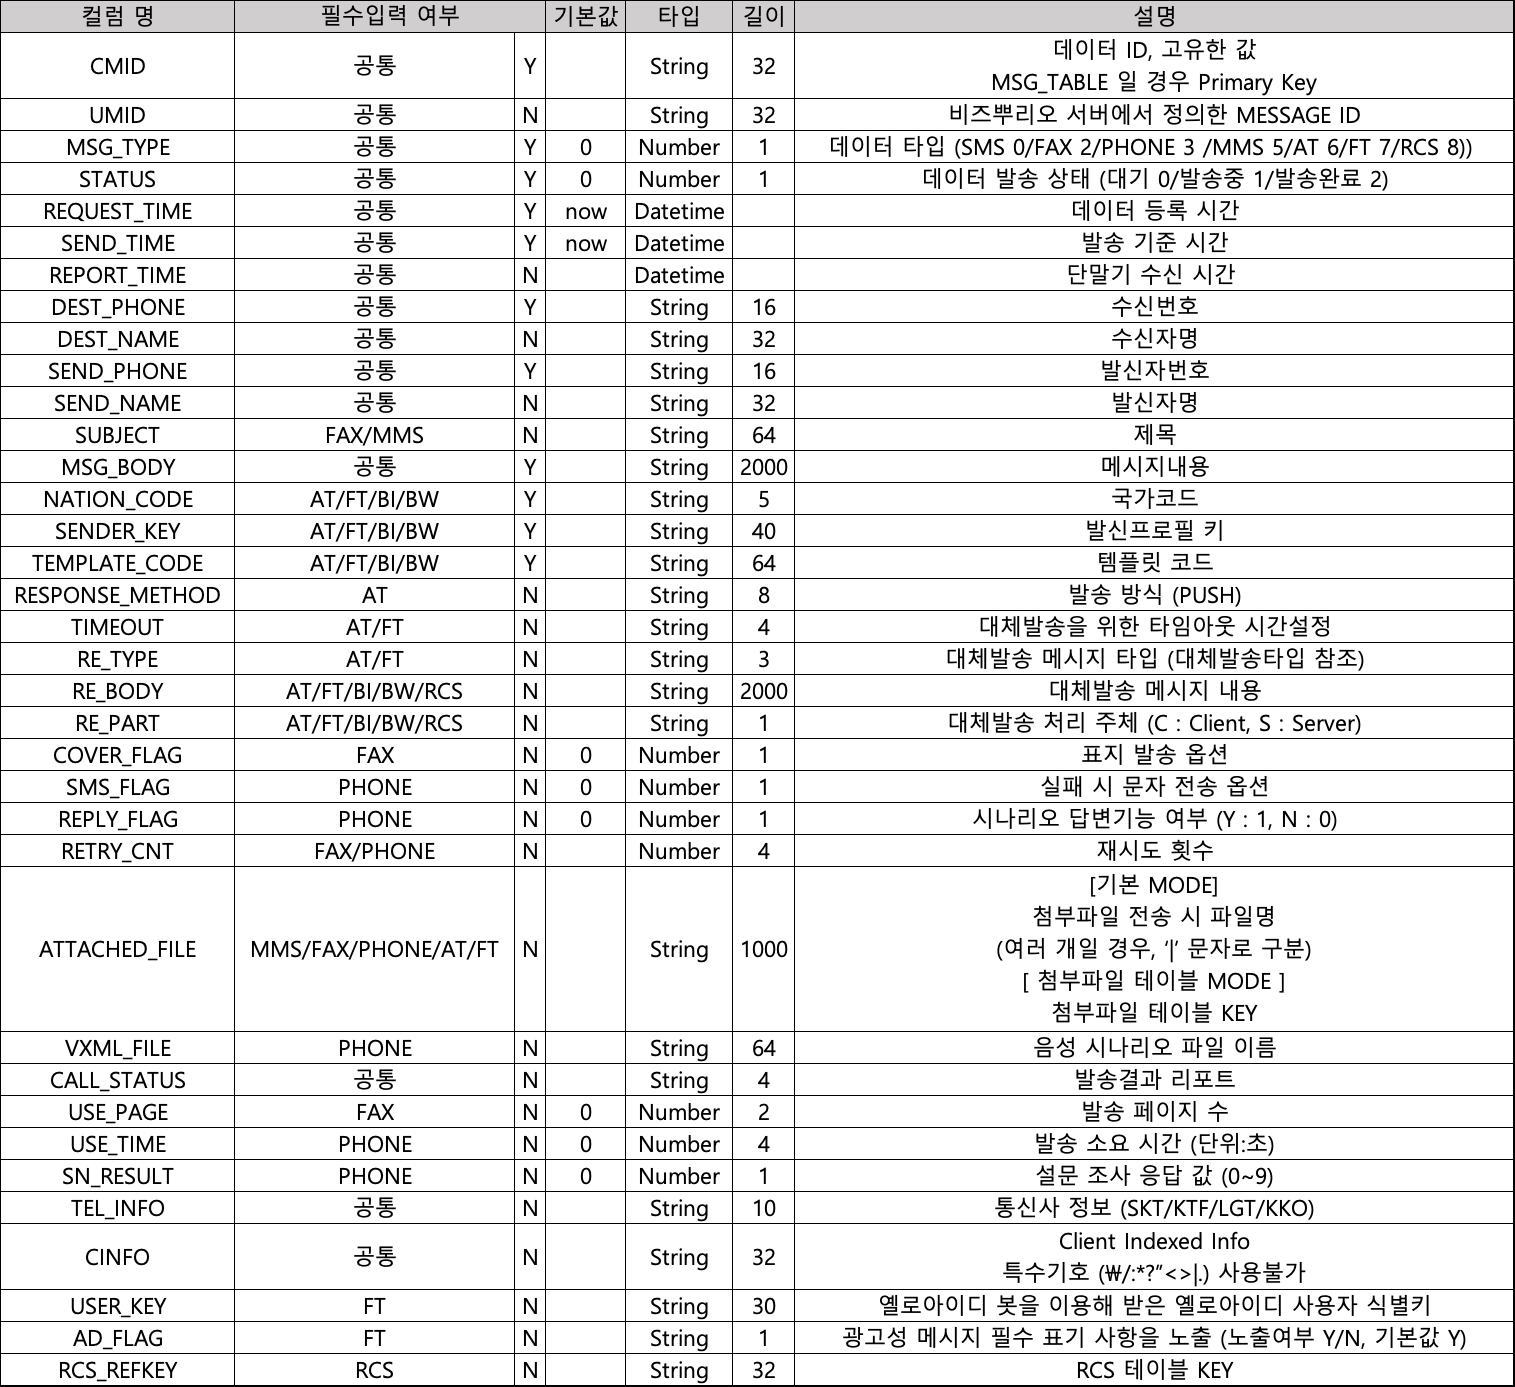 컬럼 명 필수입력 여부 기본값 타입 길이 설명
CMID 공통 Y String 32 데이터 ID, 고유한 값
MSG_TABLE 일 경우 Primary Key
UMID 공통 N String 32 비즈뿌리오 서버에서 정의한 MESSAGE ID
MSG_TYPE 공통 Y 0 Number 1 데이터 타입 (SMS 0/FAX 2/PHONE 3 /MMS 5/AT 6/FT 7/RCS 8))
STATUS 공통 Y 0 Number 1 데이터 발송 상태 (대기 0/발송중 1/발송완료 2)
REQUEST_TIME 공통 Y now Datetime 데이터 등록 시간
SEND_TIME 공통 Y now Datetime 발송 기준 시간
REPORT_TIME 공통 N Datetime 단말기 수신 시간
DEST_PHONE 공통 Y String 16 수신번호
DEST_NAME 공통 N String 32 수신자명
SEND_PHONE 공통 Y String 16 발신자번호
SEND_NAME 공통 N String 32 발신자명
SUBJECT FAX/MMS N String 64 제목
MSG_BODY 공통 Y String 2000 메시지내용
NATION_CODE AT/FT/BI/BW Y String 5 국가코드
SENDER_KEY AT/FT/BI/BW Y String 40 발신프로필 키
TEMPLATE_CODE AT/FT/BI/BW Y String 64 템플릿 코드
RESPONSE_METHOD AT N String 8 발송 방식 (PUSH)
TIMEOUT AT/FT N String 4 대체발송을 위한 타임아웃 시간설정
RE_TYPE AT/FT N String 3 대체발송 메시지 타입 (대체발송타입 참조)
RE_BODY AT/FT/BI/BW/RCS N String 2000 대체발송 메시지 내용
RE_PART AT/FT/BI/BW/RCS N String 1 대체발송 처리 주체 (C : Client, S : Server)
COVER_FLAG FAX N 0 Number 1 표지 발송 옵션
SMS_FLAG PHONE N 0 Number 1 실패 시 문자 전송 옵션
REPLY_FLAG PHONE N 0 Number 1 시나리오 답변기능 여부 (Y : 1, N : 0)
RETRY_CNT FAX/PHONE N Number 4 재시도 횟수
ATTACHED_FILE MMS/FAX/PHONE/AT/FT N String 1000 [기본 MODE]
첨부파일 전송 시 파일명
(여러 개일 경우, ‘|’ 문자로 구분)
[ 첨부파일 테이블 MODE ]
첨부파일 테이블 KEY
VXML_FILE PHONE N String 64 음성 시나리오 파일 이름
CALL_STATUS 공통 N String 4 발송결과 리포트
USE_PAGE FAX N 0 Number 2 발송 페이지 수
USE_TIME PHONE N 0 Number 4 발송 소요 시간 (단위:초)
SN_RESULT PHONE N 0 Number 1 설문 조사 응답 값 (0~9)
TEL_INFO 공통 N String 10 통신사 정보 (SKT/KTF/LGT/KKO)
CINFO 공통 N String 32 Client Indexed Info
특수기호 (₩/:*?”<>|.) 사용불가
USER_KEY FT N String 30 옐로아이디 봇을 이용해 받은 옐로아이디 사용자 식별키
AD_FLAG FT N String 1 광고성 메시지 필수 표기 사항을 노출 (노출여부 Y/N, 기본값 Y)
RCS_REFKEY RCS N String 32 RCS 테이블 KEY